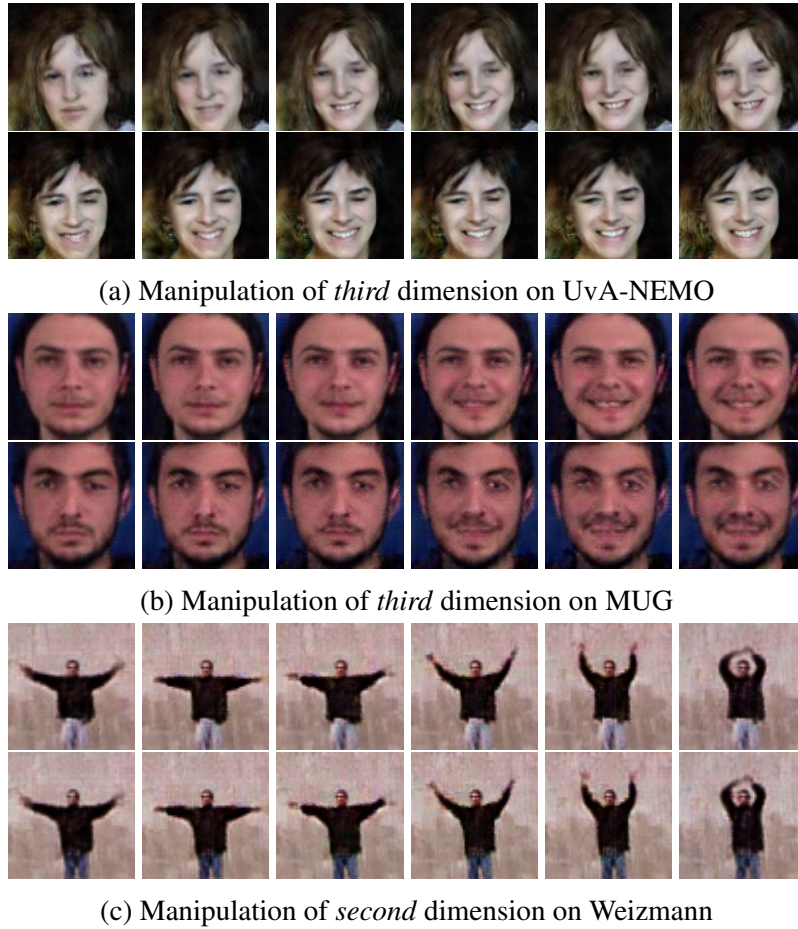 (a) Manipulation of third dimension on UvA-NEMO
(b) Manipulation of third dimension on MUG
(c) Manipulation of second dimension on Weizmann